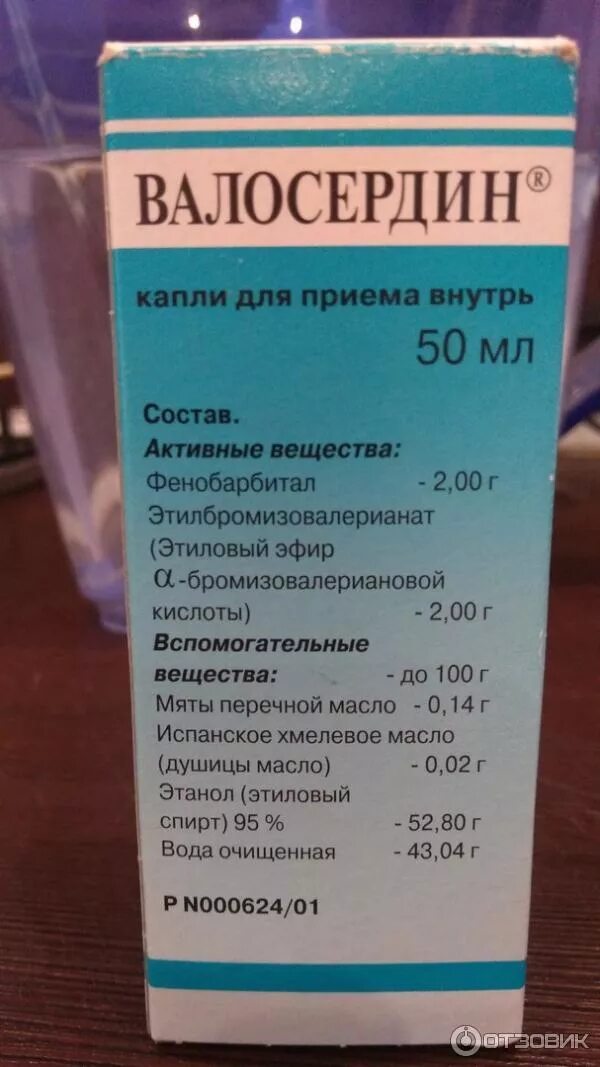 ВАЛОСЕРДИН®
капли для приема внутрь
50 мл
Состав.
Активные вещества:
Фенобарбитал - 2,00 г
Этилбромизовалерианат
(Этиловый эфир
α-бромизовалериановой
кислоты) - 2,00 г
Вспомогательные
вещества: - до 100 г
Мяты перечной масло - 0,14 г
Испанское хмелевое масло
(душицы масло) - 0,02 г
Этанол (этиловый
спирт) 95 % - 52,80 г
Вода очищенная - 43,04 г
Р N000624/01
ОТЗОВИК